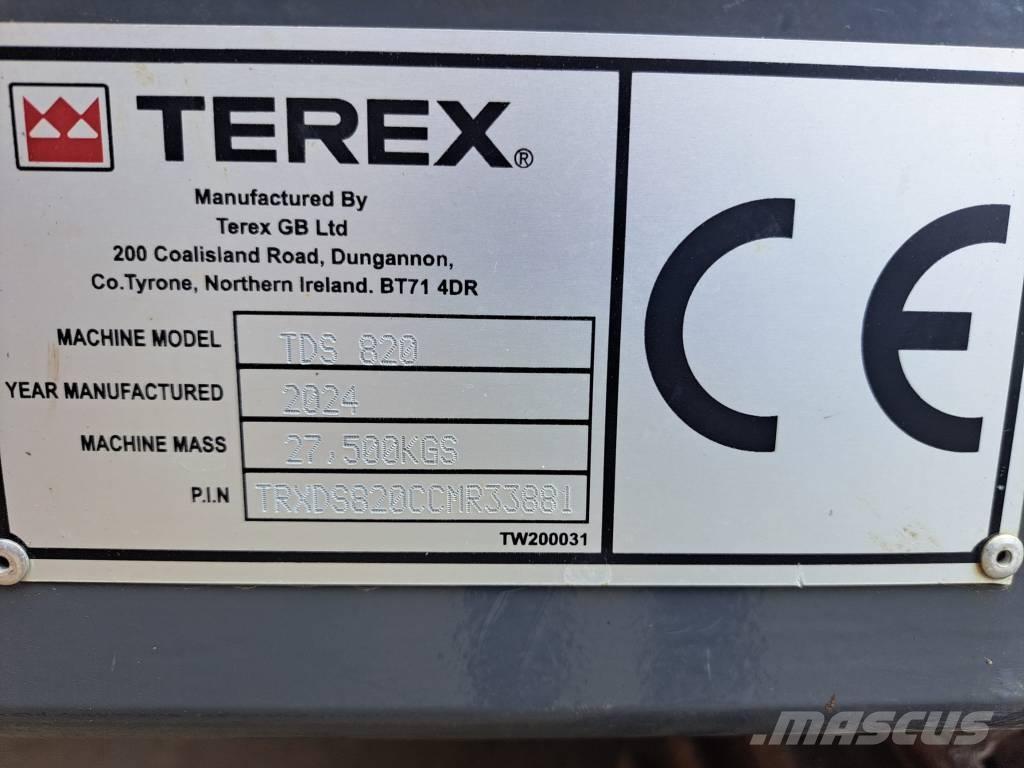 TEREX®
Manufactured By
Terex GB Ltd
200 Coalisland Road, Dungannon,
Co.Tyrone, Northern Ireland. BT71 4DR
MACHINE MODEL TDS 820
YEAR MANUFACTURED 2024
MACHINE MASS 27,500KGS
P.I.N TRXDS820CCMR33881
TW200031
CE
MASCUS